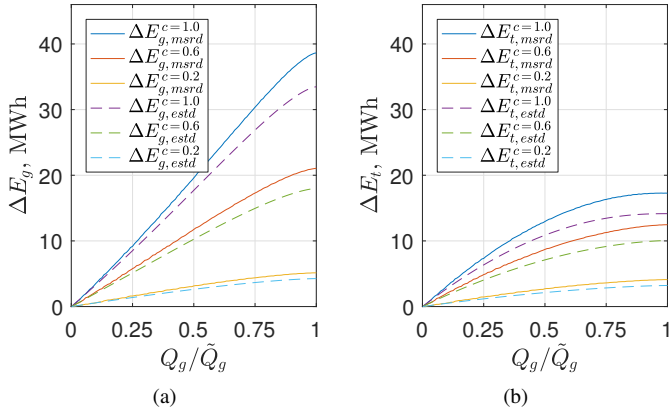 ΔE_g, MWh
40
30
20
10
0
ΔE_{g,msrd}^{c=1.0}
ΔE_{g,msrd}^{c=0.6}
ΔE_{g,msrd}^{c=0.2}
ΔE_{g,estd}^{c=1.0}
ΔE_{g,estd}^{c=0.6}
ΔE_{g,estd}^{c=0.2}
0 0.25 0.5 0.75 1
Q_g/Q̃_g
(a)
ΔE_t, MWh
40
30
20
10
0
ΔE_{t,msrd}^{c=1.0}
ΔE_{t,msrd}^{c=0.6}
ΔE_{t,msrd}^{c=0.2}
ΔE_{t,estd}^{c=1.0}
ΔE_{t,estd}^{c=0.6}
ΔE_{t,estd}^{c=0.2}
0 0.25 0.5 0.75 1
Q_g/Q̃_g
(b)